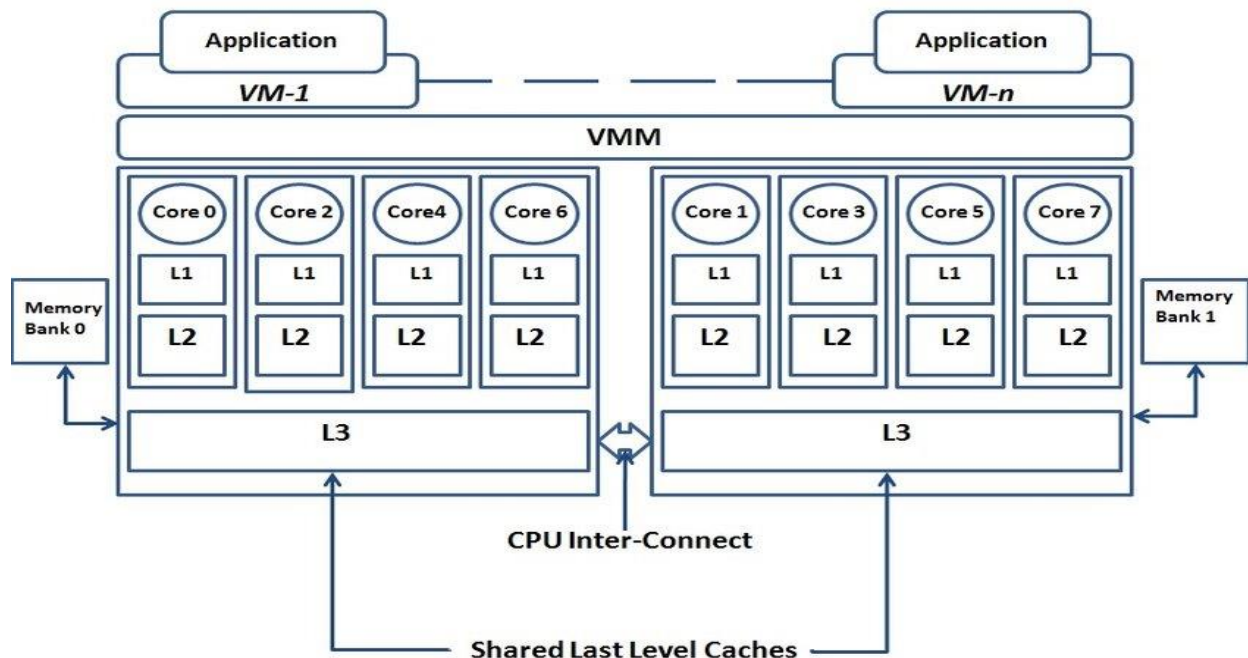 Application
Application
VM-1
VM-n
VMM
Core 0
Core 2
Core4
Core 6
Core 1
Core 3
Core 5
Core 7
L1
L1
L1
L1
L1
L1
L1
L1
Memory
Bank 0
Memory
Bank 1
L2
L2
L2
L2
L2
L2
L2
L2
L3
L3
CPU Inter-Connect
Shared Last Level Caches